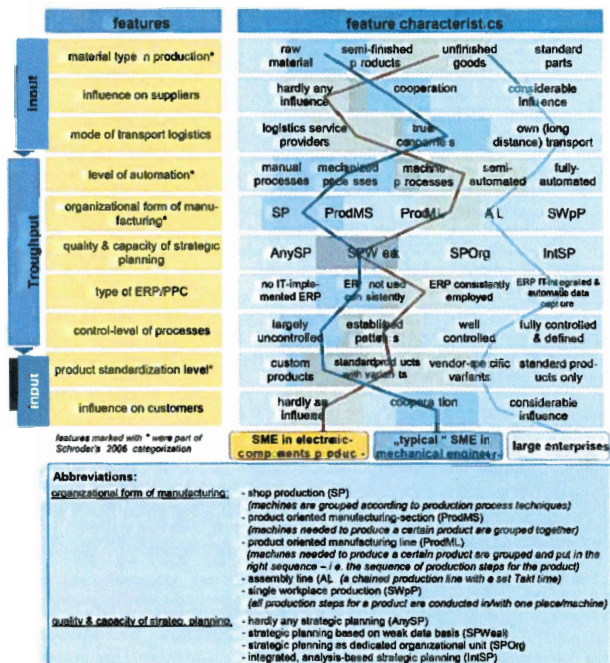 features
feature characteristics
Input
material type n production*
raw material
semi-finished p roducts
unfinished goods
standard parts
influence on suppliers
hardly any influence
cooperation
considerable influence
mode of transport logistics
logistics service providers
true
own (long distance) transport
Troughput
level of automation*
manual processes
mechanized processes
machine p rocesses
semi-automated
fully-automated
organizational form of manu-
facturing*
SP
ProdMS
ProdML
AL
SWpP
quality & capacity of strategic
planning
AnySP
SPWeak
SPOrg
IntSP
type of ERP/PPC
no IT-imple-
mented ERP
ERP not used
consistently
ERP consistently
employed
ERP IT-integrated &
automatic data
capture
control-level of processes
largely
uncontrolled
established
patterns
well
controlled
fully controlled
& defined
Input
product standardization level*
custom
products
standardproducts
with variants
vendor-specific
variants
standard prod-
ucts only
influence on customers
hardly as
influence
cooperation
considerable
influence
features marked with * were part of
Schroder's 2006 categorization
SME in electronic-
components produc -
„typical" SME in
mechanical engineer-
large enterprises
Abbreviations:
organizational form of manufacturing:
- shop production (SP)
(machines are grouped according to production process techniques)
- product oriented manufacturing-section (ProdMS)
(machines needed to produce a certain product are grouped together)
- product oriented manufacturing line (ProdML)
(machines needed to produce a certain product are grouped and put in the
right sequence – i.e. the sequence of production steps for the product)
- assembly line (AL (a chained production line with a set Takt time)
- single workplace production (SWpP)
(all production steps for a product are conducted in/with one place/machine)
quality & capacity of strateg. planning.
- hardly any strategic planning (AnySP)
- strategic planning based on weak data basis (SPWeak)
- strategic planning as dedicated organizational unit (SPOrg)
- integrated, analysis-based strategic planning (IntSP)